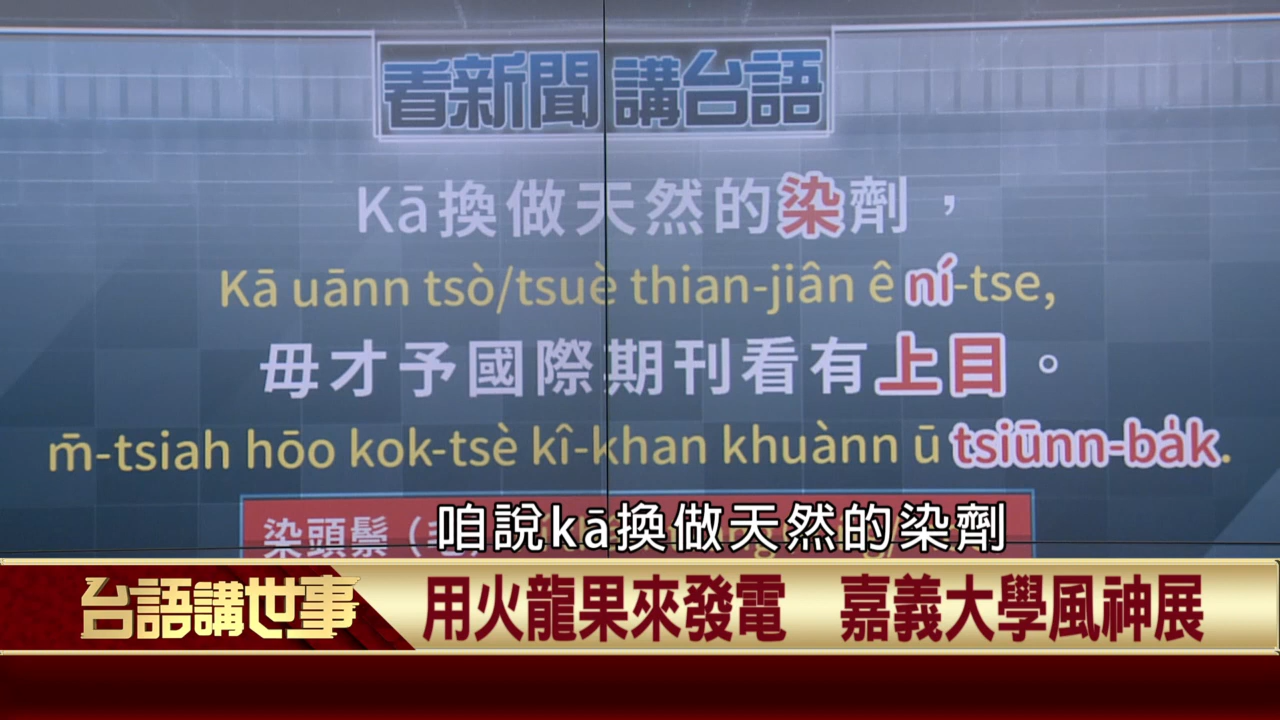 看新聞 講台語
Kā換做天然的染劑，
Kā uānn tsò/tsuè thian-jiân ê ní-tse,
毋才予國際期刊看有上目。
m̄-tsiah hōo kok-tsè kî-khan khuànn ū tsiūnn-ba̍k.
染頭鬃（
咱說kā換做天然的染劑
台語講世事
用火龍果來發電 嘉義大學風神展